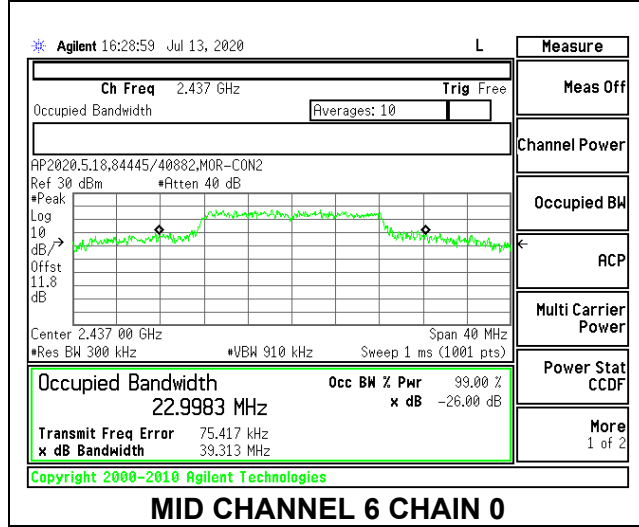 Agilent 16:28:59 Jul 13, 2020 L
Measure
Ch Freq 2.437 GHz Trig Free
Meas Off
Occupied Bandwidth Averages: 10
Channel Power
AP2020.5.18,84445/40882,MOR-CON2
Ref 30 dBm #Atten 40 dB
#Peak
Log
10
dB/
Offst
11.8
dB
Occupied BW
ACP
Multi Carrier
Power
Center 2.437 00 GHz Span 40 MHz
#Res BW 300 kHz #VBW 910 kHz Sweep 1 ms (1001 pts)
Power Stat
CCDF
Occupied Bandwidth Occ BW % Pwr 99.00 %
22.9983 MHz x dB -26.00 dB
Transmit Freq Error 75.417 kHz
x dB Bandwidth 39.313 MHz
More
1 of 2
Copyright 2000-2010 Agilent Technologies
MID CHANNEL 6 CHAIN 0